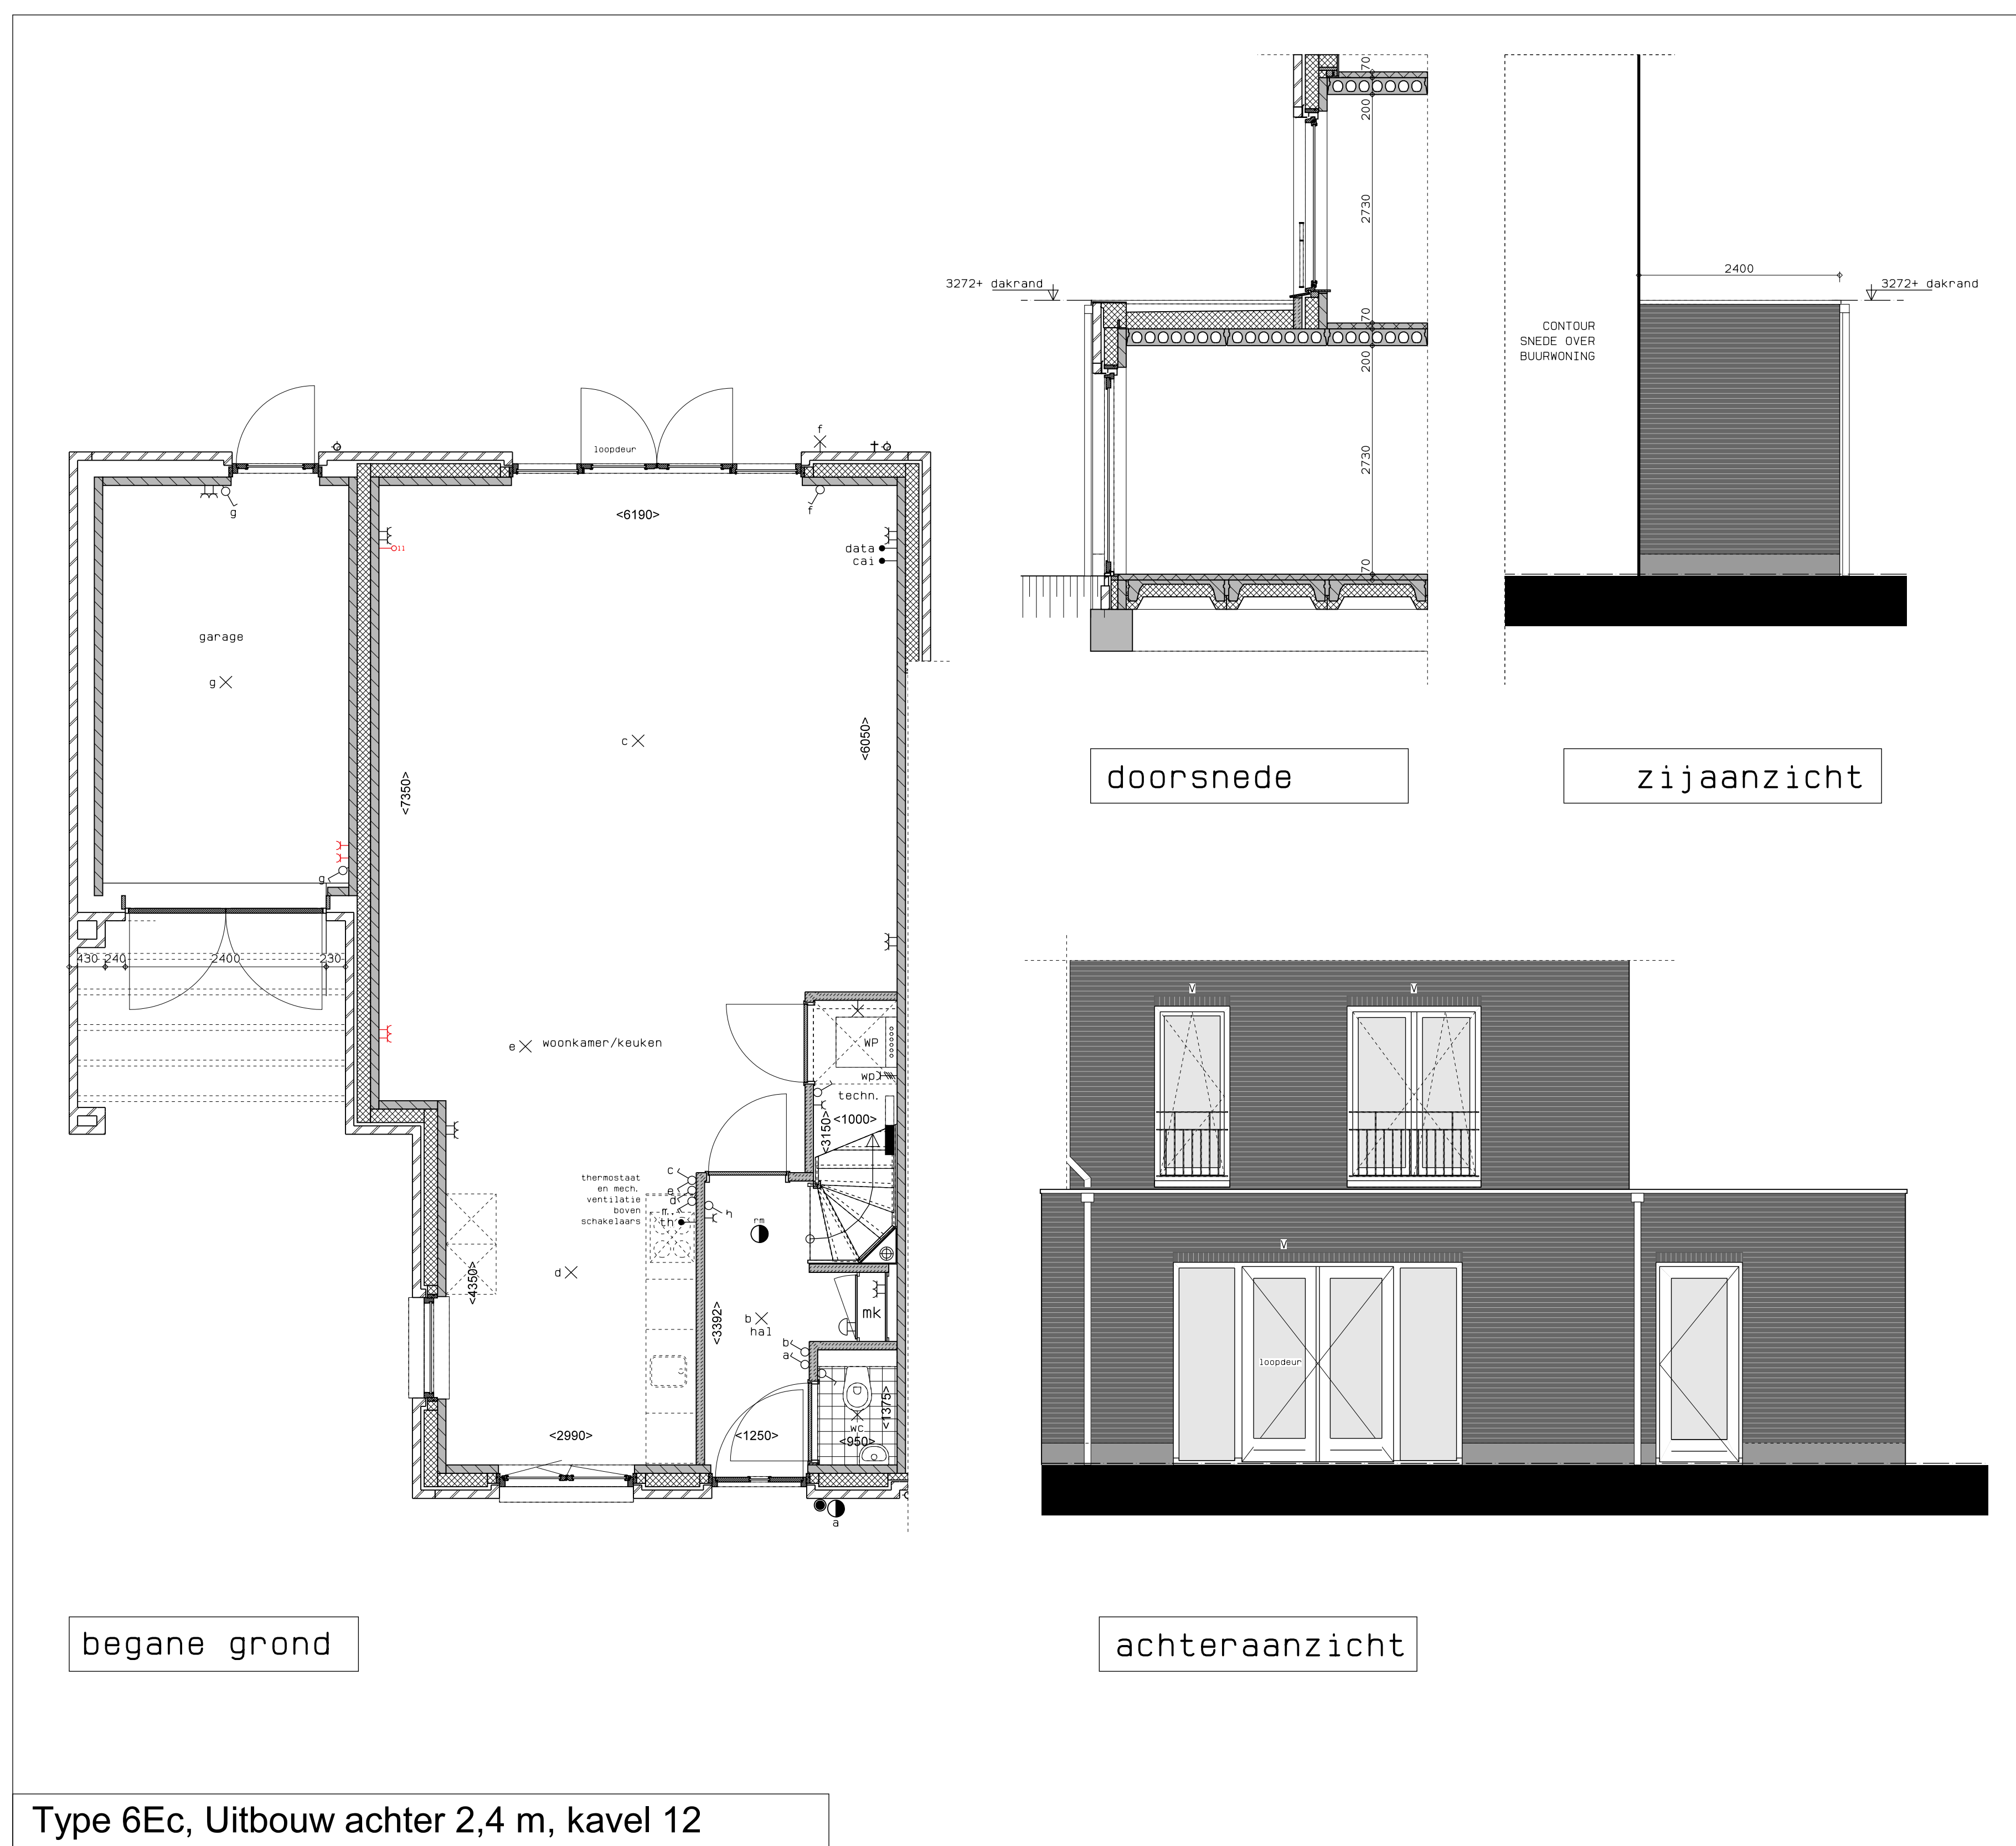 70
200
2730
3272+ dakrand
70
200
2730
70
2400
3272+ dakrand
CONTOUR
SNEDE OVER
BUURWONING
doorsnede
zijaanzicht
loopdeur
f
g
<6190>
f
11
data
cai
garage
g
c
<6050>
<7350>
g
430
240
2400
230
e
woonkamer/keuken
WP
wp
techn.
<1000>
<3150>
thermostaat
en mech.
ventilatie
boven
schakelaars
c
e
d
m.
th
h
rm
d
<4350>
<3392>
b
hal
mk
b
a
<1375>
wc
<950>
<2990>
<1250>
a
V
V
V
loopdeur
begane grond
achteraanzicht
Type 6Ec, Uitbouw achter 2,4 m, kavel 12